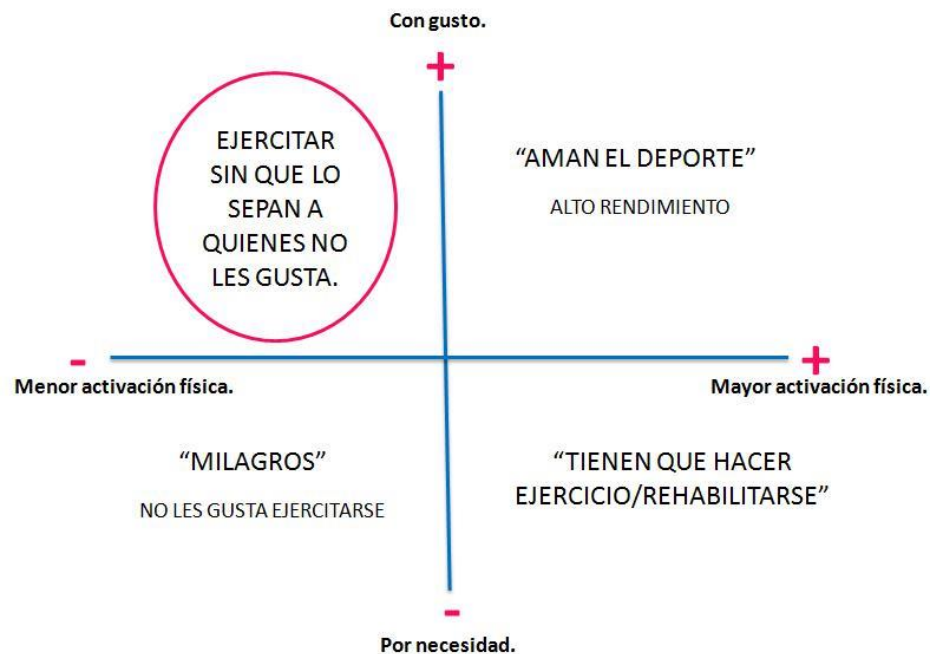 Con gusto.
+
EJERCITAR
SIN QUE LO
SEPAN A
QUIENES NO
LES GUSTA.
“AMAN EL DEPORTE”
ALTO RENDIMIENTO
-
+
Menor activación física.
Mayor activación física.
“MILAGROS”
NO LES GUSTA EJERCITARSE
“TIENEN QUE HACER
EJERCICIO/REHABILITARSE”
-
Por necesidad.